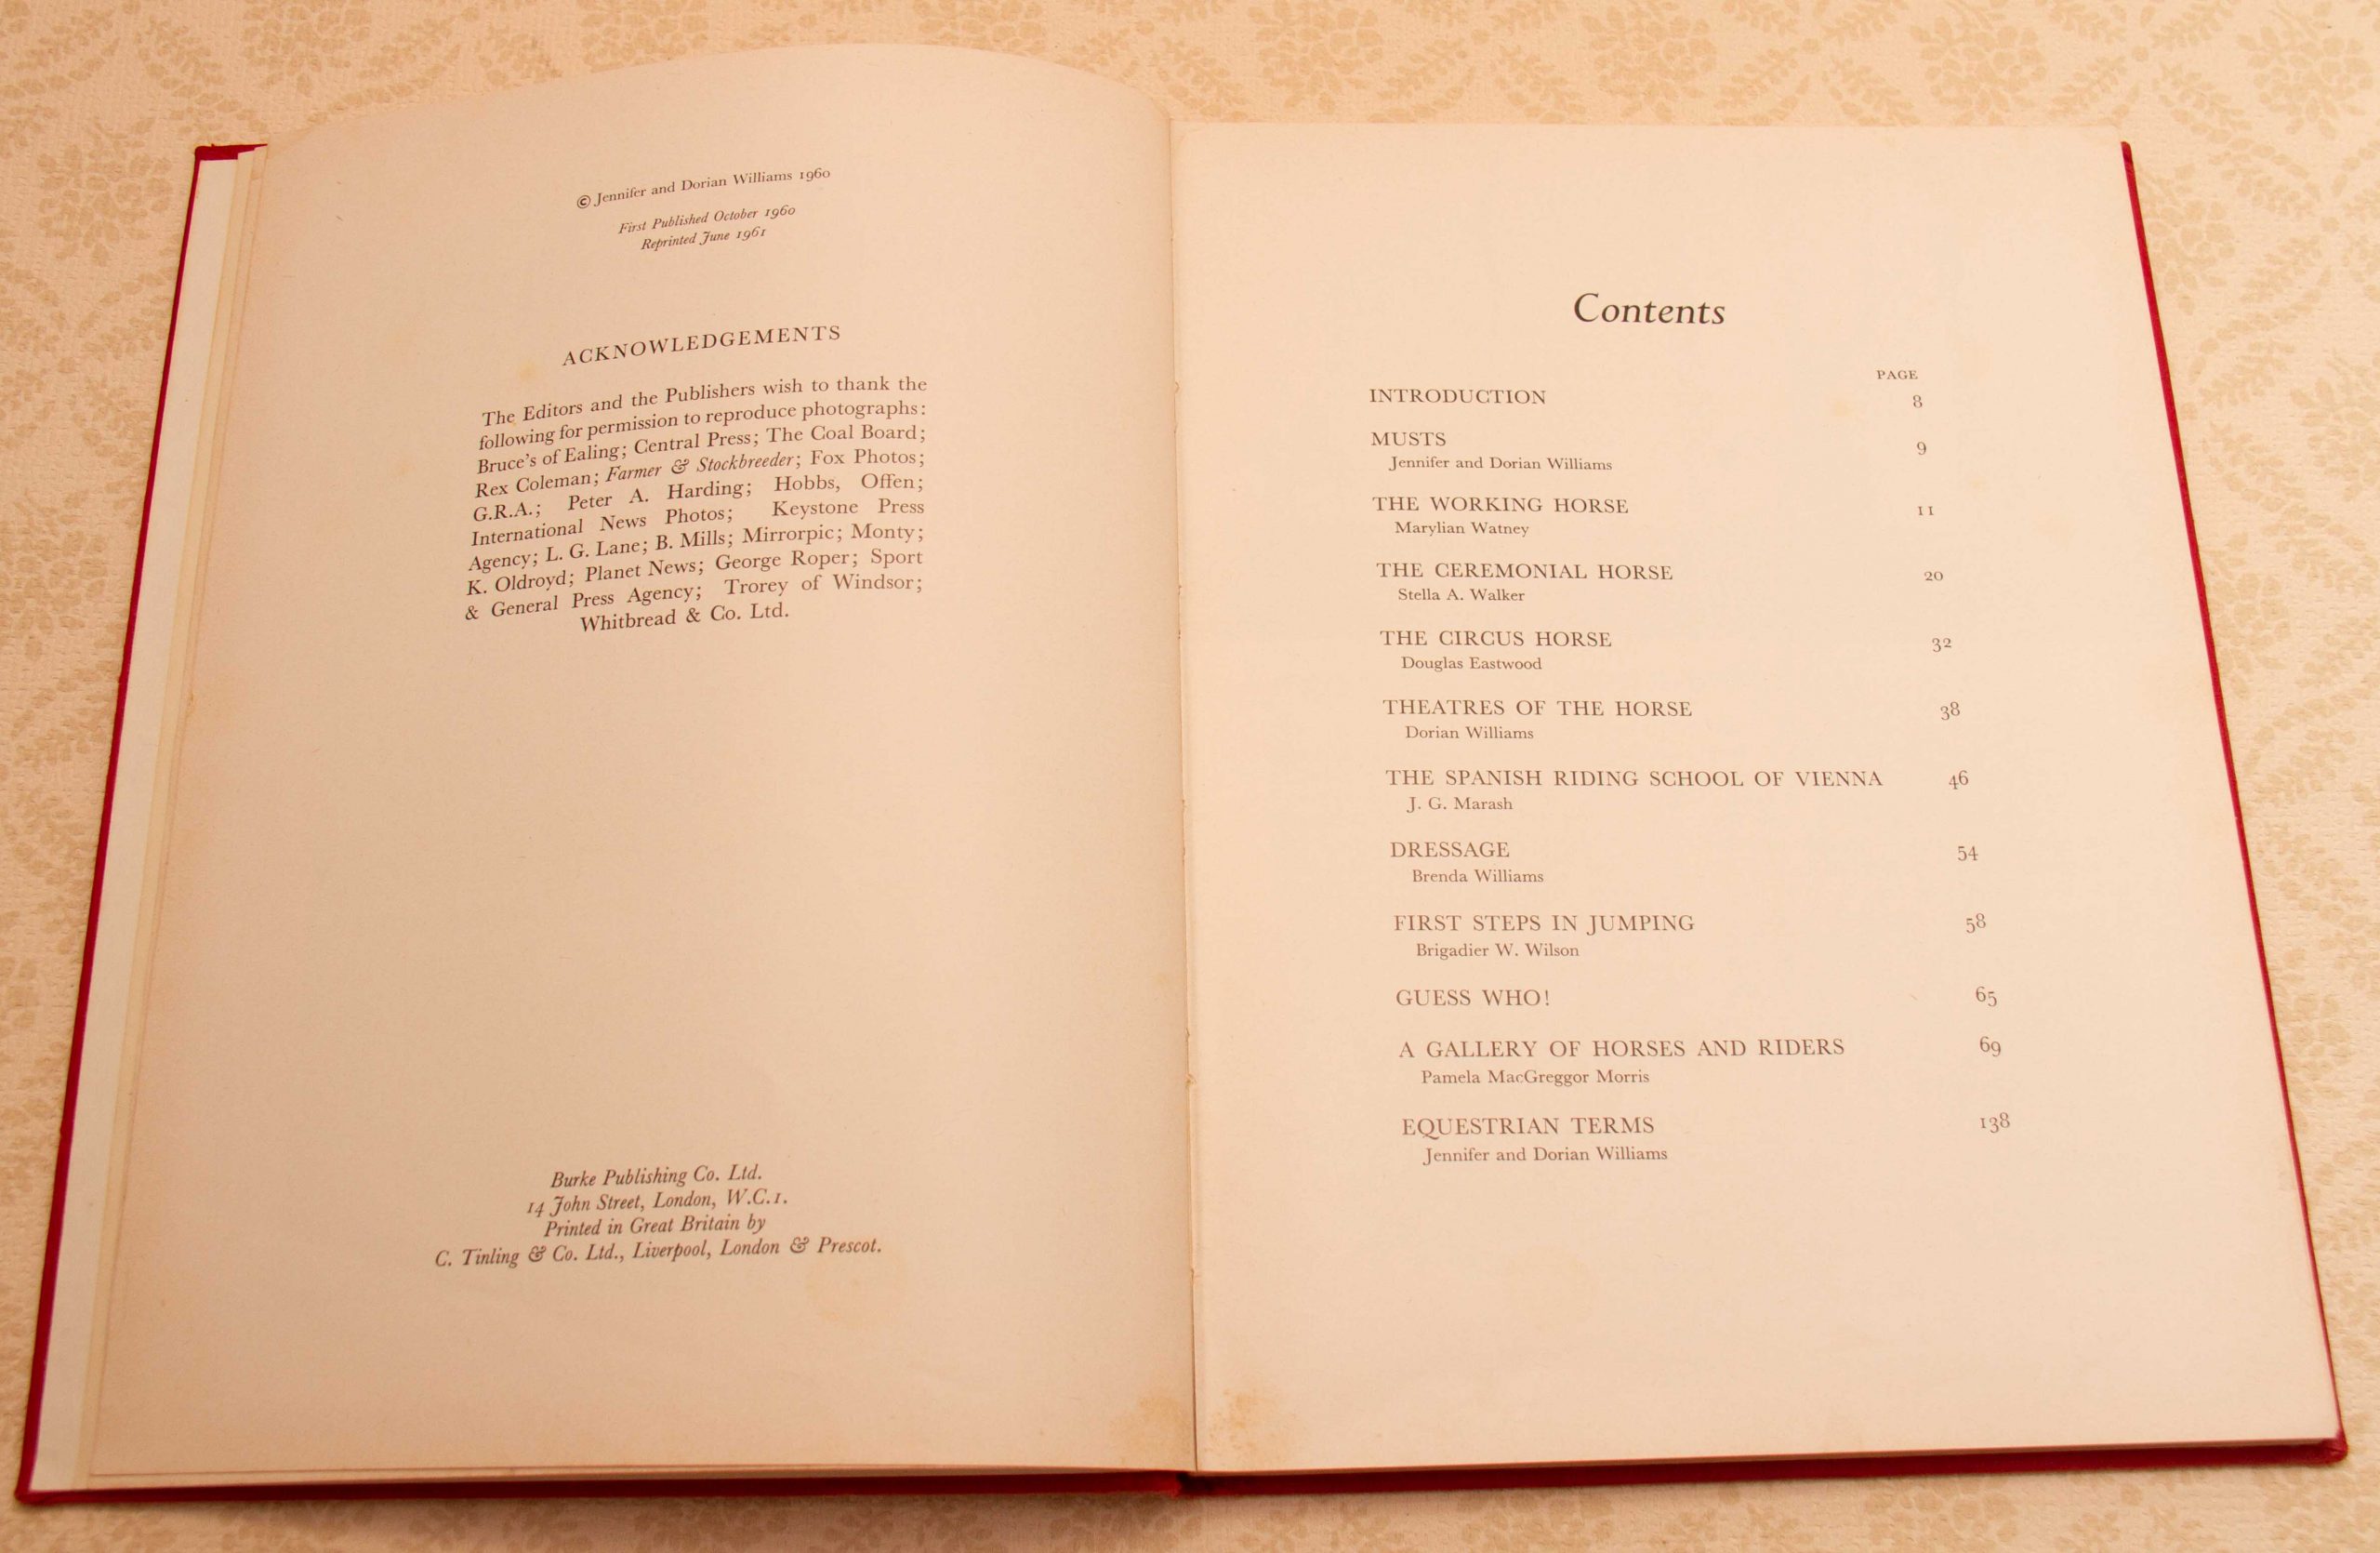 © Jennifer and Dorian Williams 1960
First Published October 1960
Reprinted June 1961
ACKNOWLEDGEMENTS
The Editors and the Publishers wish to thank the
following for permission to reproduce photographs:
Bruce's of Ealing; Central Press; The Coal Board;
Rex Coleman; Farmer & Stockbreeder; Fox Photos;
G.R.A.; Peter A. Harding; Hobbs, Offen;
International News Photos; Keystone Press
Agency; L. G. Lane; B. Mills; Mirrorpic; Monty;
K. Oldroyd; Planet News; George Roper; Sport
& General Press Agency; Trorey of Windsor;
Whitbread & Co. Ltd.
Burke Publishing Co. Ltd.
14 John Street, London, W.C.1.
Printed in Great Britain by
C. Tinling & Co. Ltd., Liverpool, London & Prescot.
Contents
PAGE
INTRODUCTION 8
MUSTS 9
Jennifer and Dorian Williams
THE WORKING HORSE 11
Marylian Watney
THE CEREMONIAL HORSE 20
Stella A. Walker
THE CIRCUS HORSE 32
Douglas Eastwood
THEATRES OF THE HORSE 38
Dorian Williams
THE SPANISH RIDING SCHOOL OF VIENNA 46
J. G. Marash
DRESSAGE 54
Brenda Williams
FIRST STEPS IN JUMPING 58
Brigadier W. Wilson
GUESS WHO! 65
A GALLERY OF HORSES AND RIDERS 69
Pamela MacGreggor Morris
EQUESTRIAN TERMS 138
Jennifer and Dorian Williams